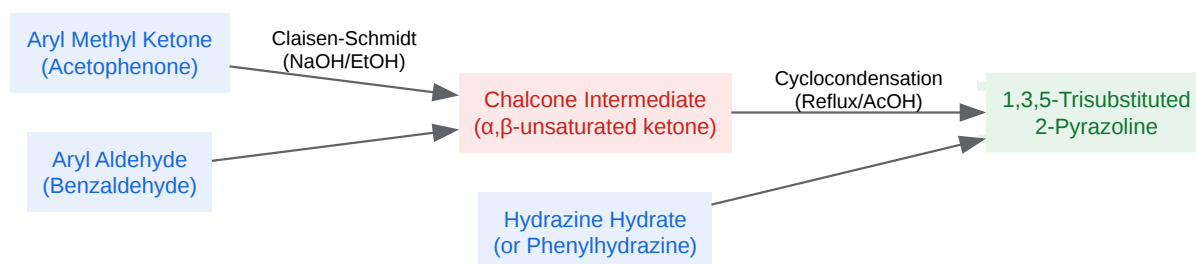 Aryl Methyl Ketone
(Acetophenone)
Claisen-Schmidt
(NaOH/EtOH)
Aryl Aldehyde
(Benzaldehyde)
Chalcone Intermediate
(α,β-unsaturated ketone)
Cyclocondensation
(Reflux/AcOH)
Hydrazine Hydrate
(or Phenylhydrazine)
1,3,5-Trisubstituted
2-Pyrazoline